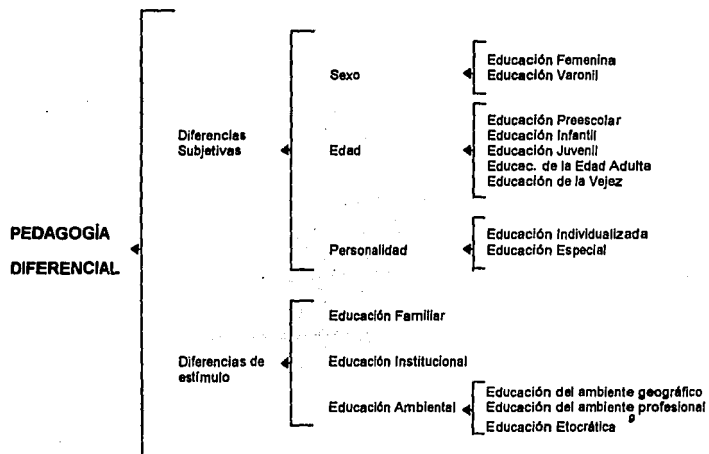 PEDAGOGÍA
DIFERENCIAL
Diferencias
Subjetivas
Sexo
Educación Femenina
Educación Varonil
Edad
Educación Preescolar
Educación Infantil
Educación Juvenil
Educac. de la Edad Adulta
Educación de la Vejez
Personalidad
Educación Individualizada
Educación Especial
Diferencias de
estímulo
Educación Familiar
Educación Institucional
Educación Ambiental
Educación del ambiente geográfico
Educación del ambiente profesional
Educación Etocrática 9